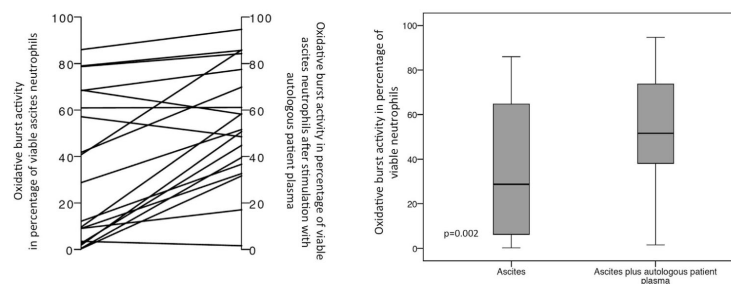 Oxidative burst activity
in percentage of viable ascites neutrophils
100
80
60
40
20
0
100
80
60
40
20
0
Oxidative burst activity in percentage of viable
ascites neutrophils after stimulation with
autologous patient
plasma
Oxidative burst activity in percentage of
viable neutrophils
100
80
60
40
20
0
p=0.002
Ascites
Ascites plus autologous patient
plasma